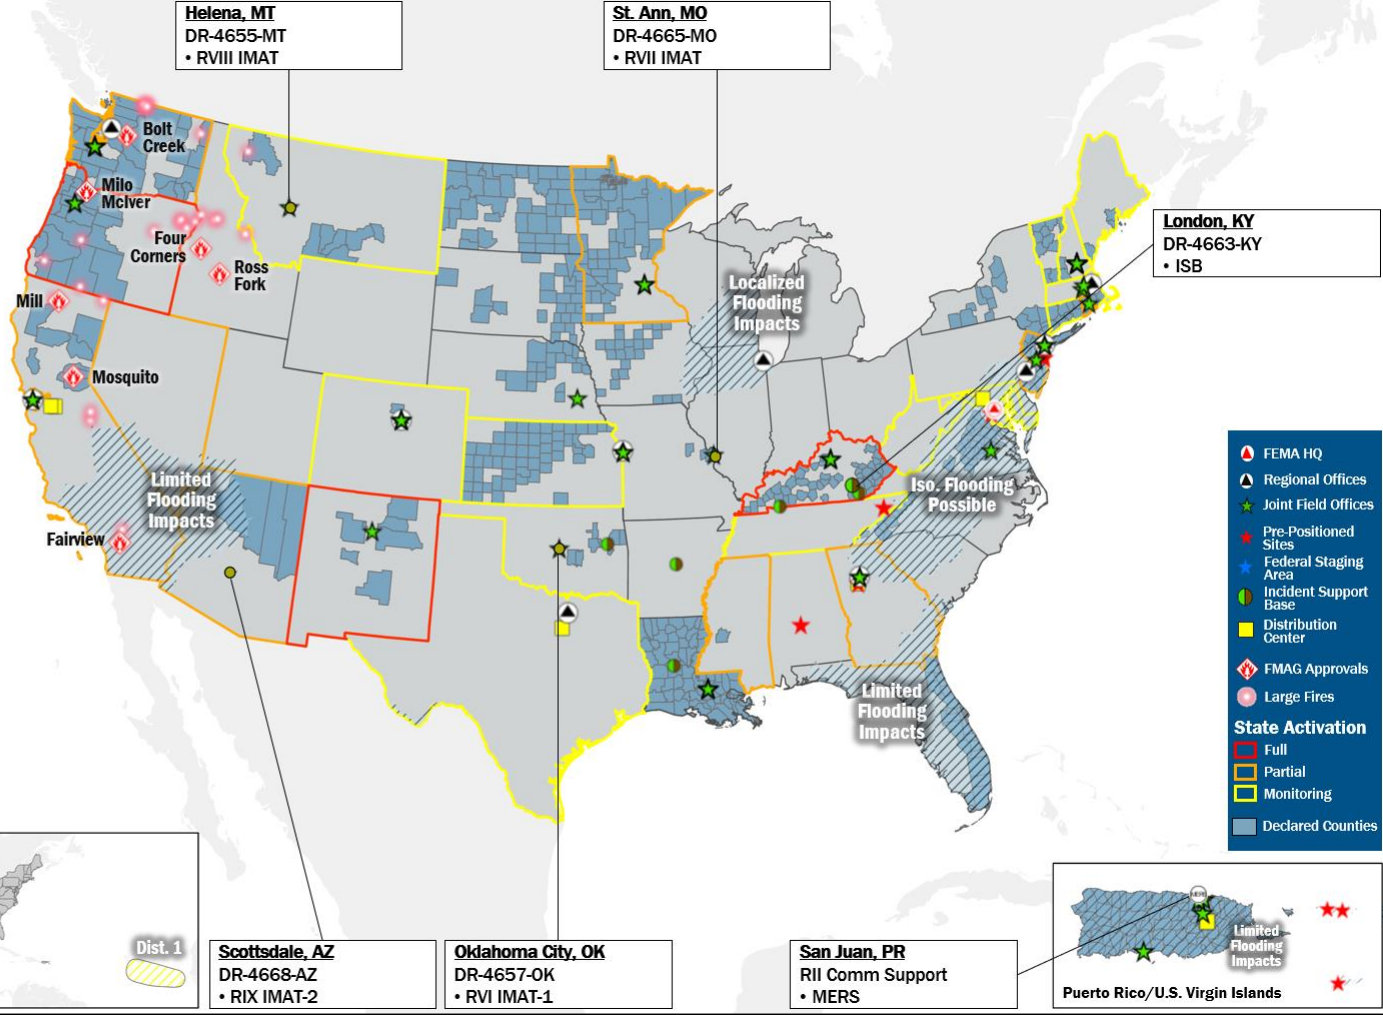 Helena, MT
DR-4655-MT
• RVIII IMAT
St. Ann, MO
DR-4665-MO
• RVII IMAT
London, KY
DR-4663-KY
• ISB
Bolt
Creek
Milo
McIver
Four
Corners
Ross
Fork
Mill
Mosquito
Fairview
Limited
Flooding
Impacts
Localized
Flooding
Impacts
Iso. Flooding
Possible
Limited
Flooding
Impacts
FEMA HQ
Regional Offices
Joint Field Offices
Pre-Positioned
Sites
Federal Staging
Area
Incident Support
Base
Distribution
Center
FMAG Approvals
Large Fires
State Activation
Full
Partial
Monitoring
Declared Counties
Dist. 1
Scottsdale, AZ
DR-4668-AZ
• RIX IMAT-2
Oklahoma City, OK
DR-4657-OK
• RVI IMAT-1
San Juan, PR
RII Comm Support
• MERS
MERS
Limited
Flooding
Impacts
Puerto Rico/U.S. Virgin Islands